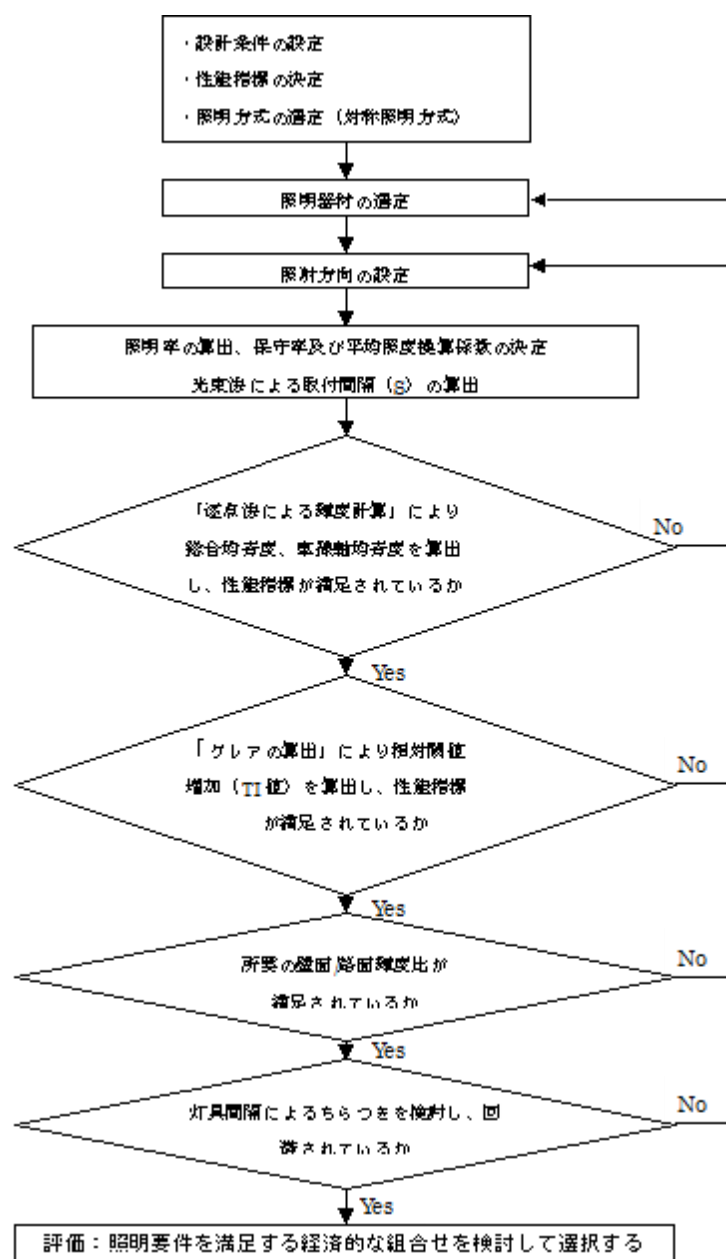 ・設計条件の設定
・性能指標の決定
・照明方式の選定（対称照明方式）
照明器材の選定
照射方向の設定
照明率の算出、保守率及び平均照度換算係数の決定
光束法による取付間隔（S）の算出
「逐点法による輝度計算」により
総合均斉度、車線軸均斉度を算出
し、性能指標が満足されているか
No
Yes
「グレアの算出」により相対閾値
増加（TI値）を算出し、性能指標
が満足されているか
No
Yes
所要の壁面/路面輝度比が
満足されているか
No
Yes
灯具間隔によるちらつきを検討し、回
避されているか
No
Yes
評価：照明要件を満足する経済的な組合せを検討して選択する